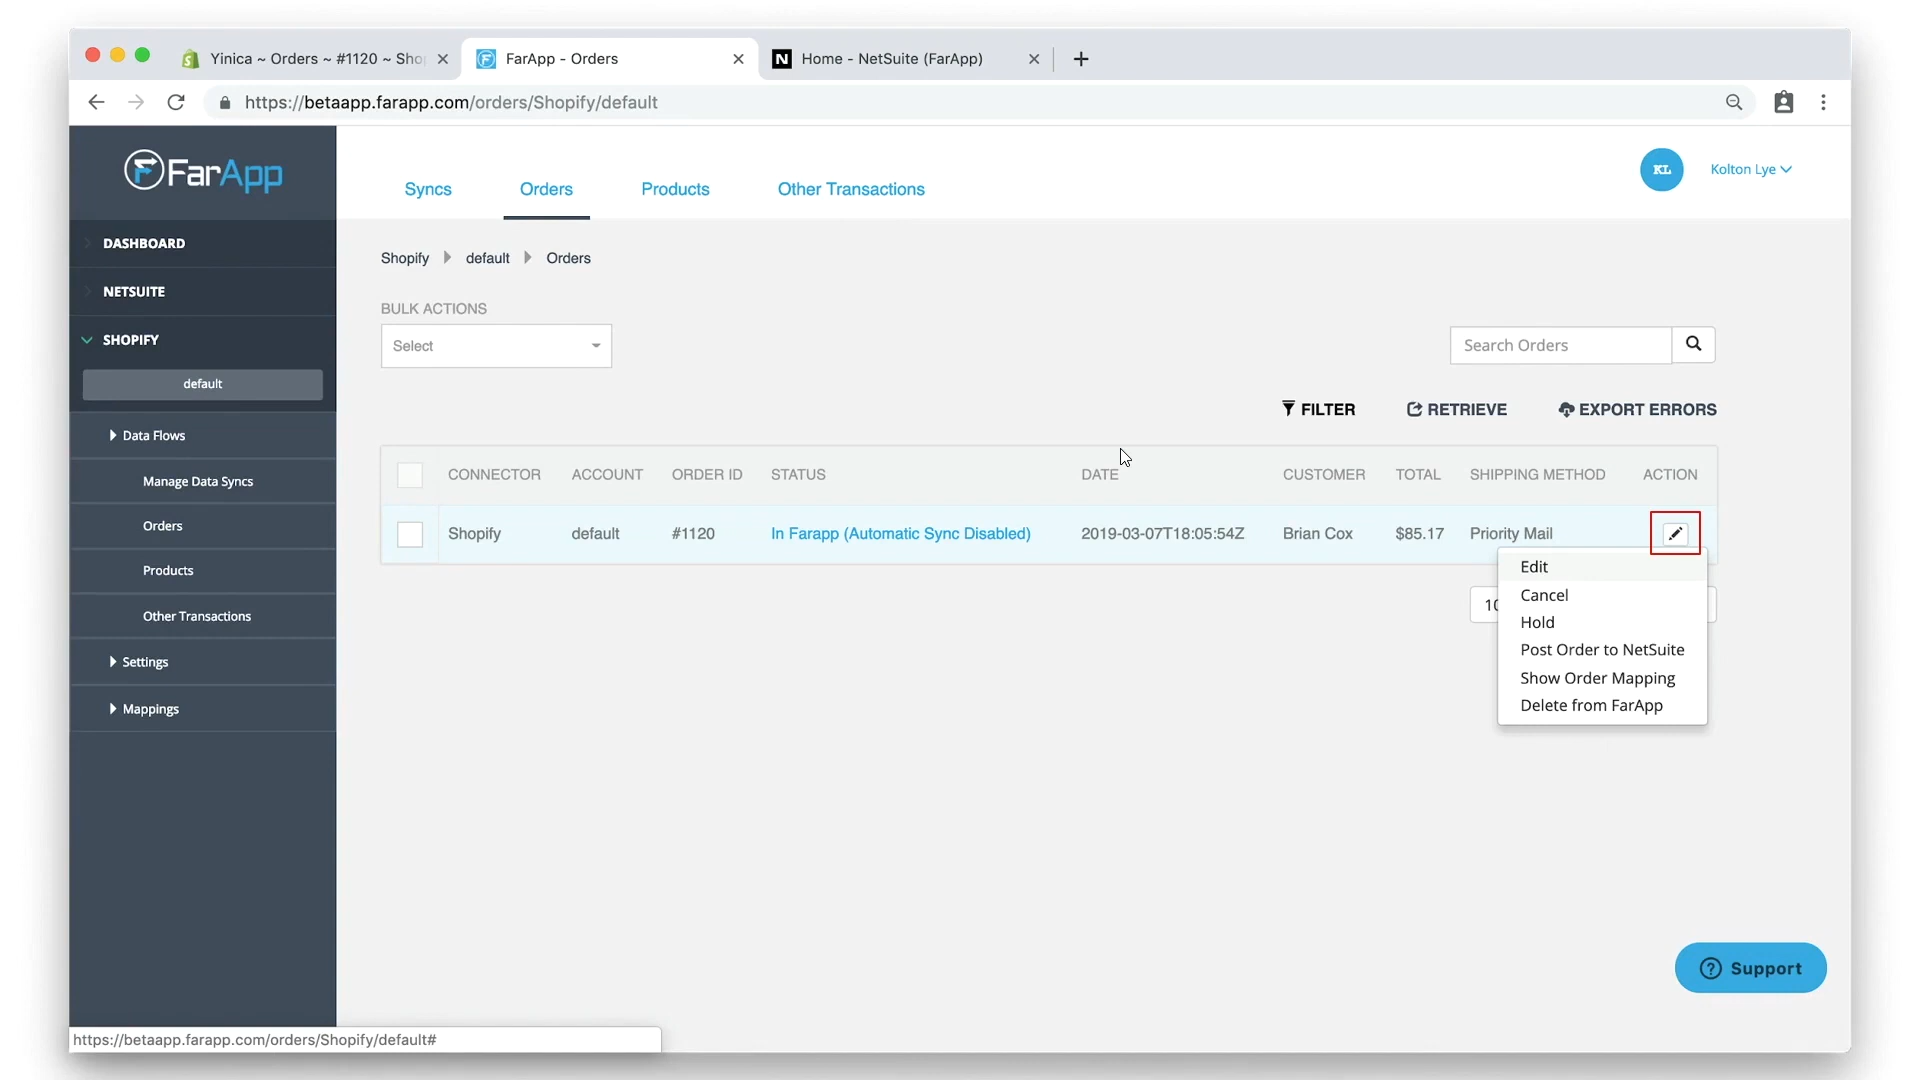 Yinica ~ Orders ~ #1120 ~ Sho
FarApp - Orders
N Home - NetSuite (FarApp)
https://betaapp.farapp.com/orders/Shopify/default
FarApp
Syncs Orders Products Other Transactions
KL Kolton Lye
DASHBOARD
NETSUITE
SHOPIFY
default
Data Flows
Manage Data Syncs
Orders
Products
Other Transactions
Settings
Mappings
Shopify default Orders
BULK ACTIONS
Select
Search Orders
FILTER RETRIEVE EXPORT ERRORS
CONNECTOR ACCOUNT ORDER ID STATUS DATE CUSTOMER TOTAL SHIPPING METHOD ACTION
Shopify default #1120 In Farapp (Automatic Sync Disabled) 2019-03-07T18:05:54Z Brian Cox $85.17 Priority Mail
10
Edit
Cancel
Hold
Post Order to NetSuite
Show Order Mapping
Delete from FarApp
? Support
https://betaapp.farapp.com/orders/Shopify/default#